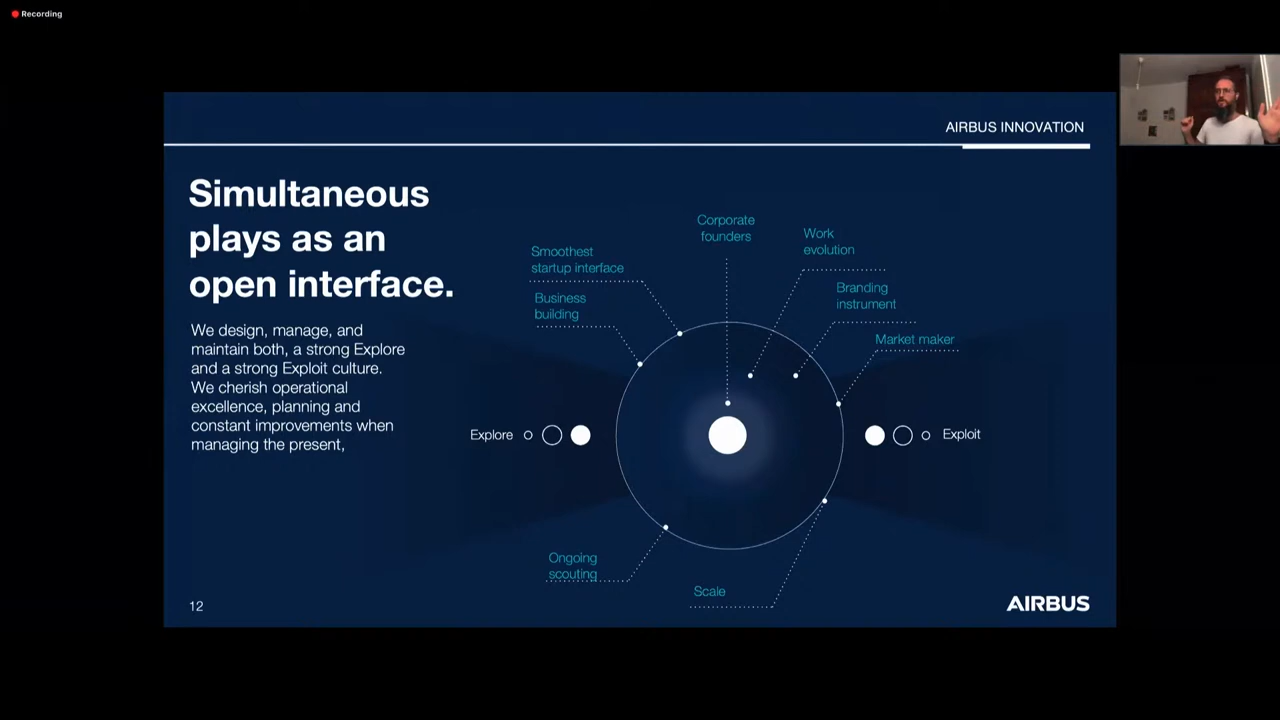 Recording
AIRBUS INNOVATION
Simultaneous
plays as an
open interface.
We design, manage, and
maintain both, a strong Explore
and a strong Exploit culture.
We cherish operational
excellence, planning and
constant improvements when
managing the present,
Corporate
founders
Work
evolution
Smoothest
startup interface
Branding
instrument
Business
building
Market maker
Explore
Exploit
Ongoing
scouting
Scale
12
AIRBUS